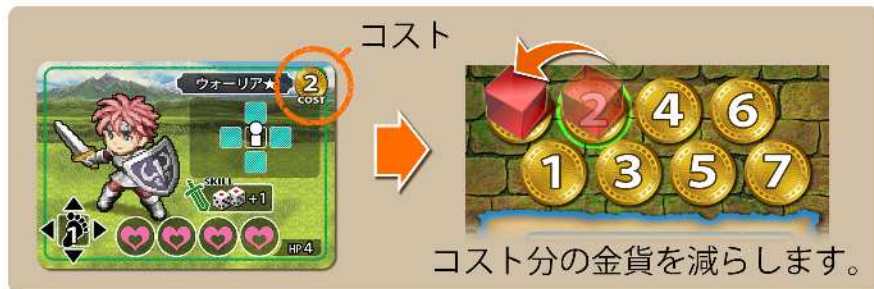 コスト
ウォーリア★
2
COST
SKILL
+1
1
HP4
2 4 6
1 3 5 7
コスト分の金貨を減らします。